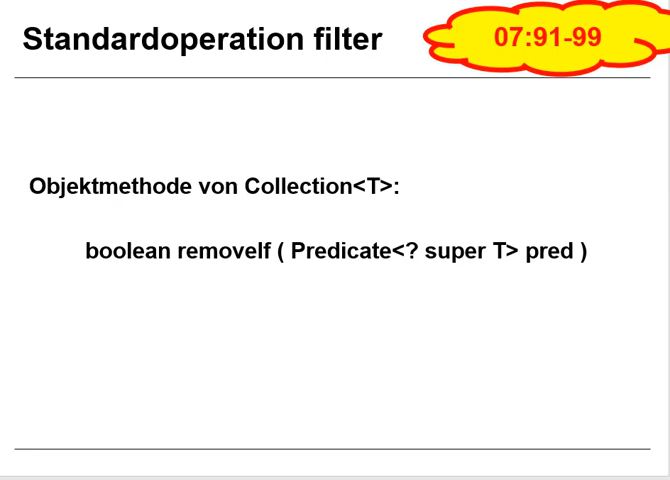 Standardoperation filter
07:91-99
Objektmethode von Collection<T>:
boolean removeIf ( Predicate<? super T> pred )